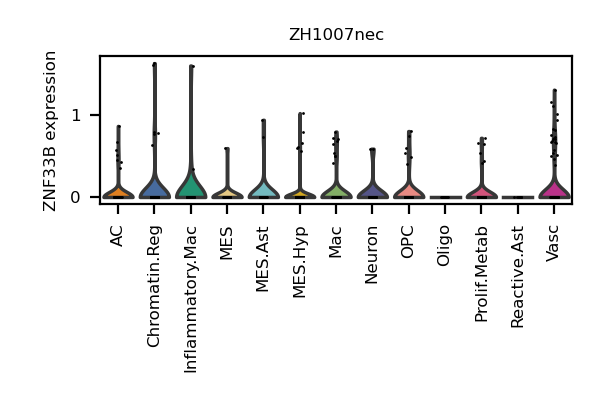 ZH1007nec
ZNF33B expression
1
0
AC
Chromatin.Reg
Inflammatory.Mac
MES
MES.Ast
MES.Hyp
Mac
Neuron
OPC
Oligo
Prolif.Metab
Reactive.Ast
Vasc